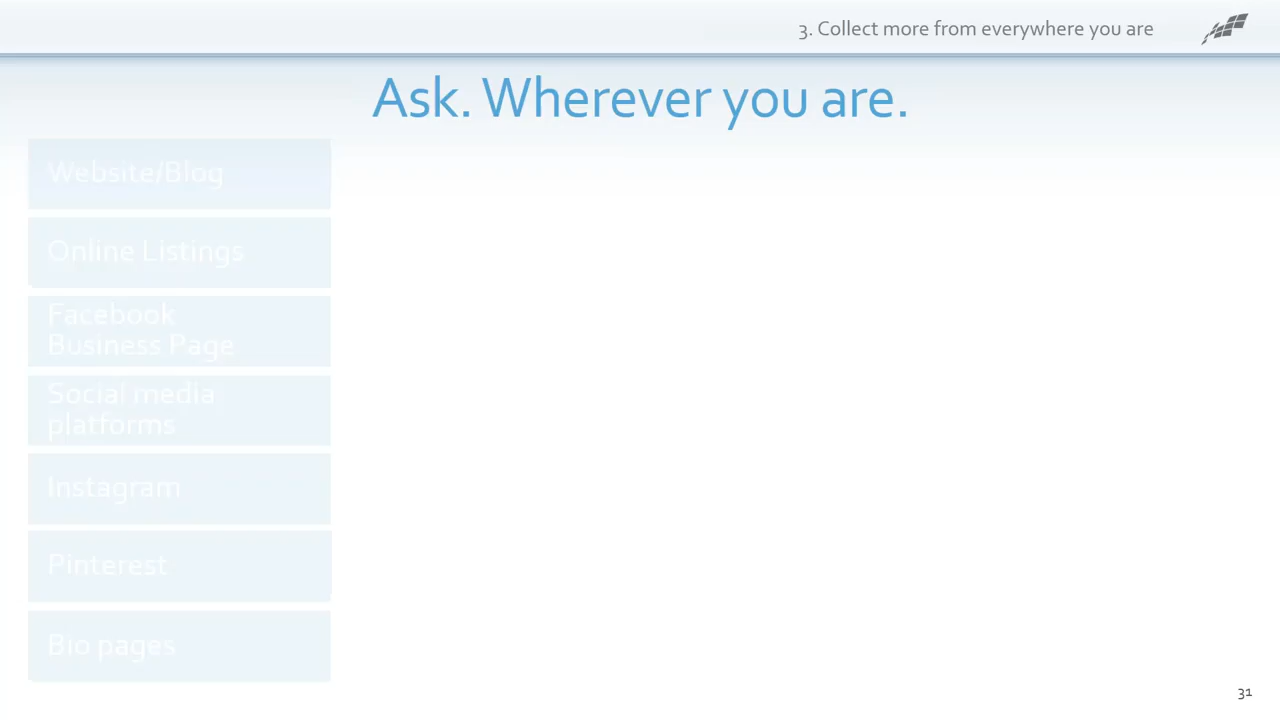 3. Collect more from everywhere you are
Ask. Wherever you are.
Website/Blog
Online Listings
Facebook
Business Page
Social media
platforms
Instagram
Pinterest
Bio pages
31